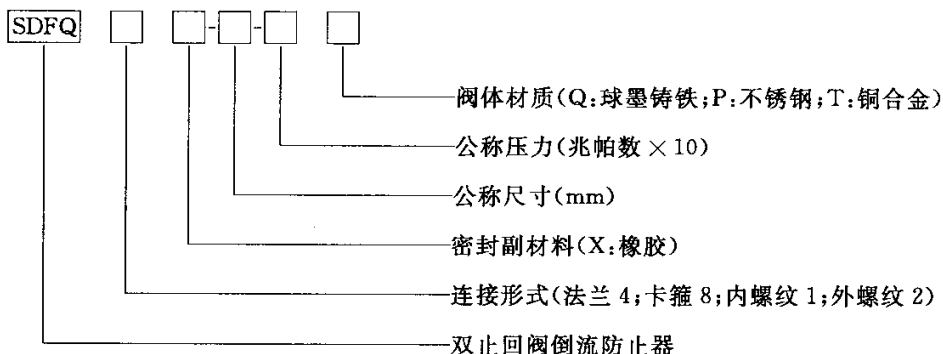 SDFQ
阀体材质(Q:球墨铸铁;P:不锈钢;T:铜合金)
公称压力(兆帕数×10)
公称尺寸(mm)
密封副材料(X:橡胶)
连接形式(法兰 4;卡箍 8;内螺纹 1;外螺纹 2)
双止回阀倒流防止器